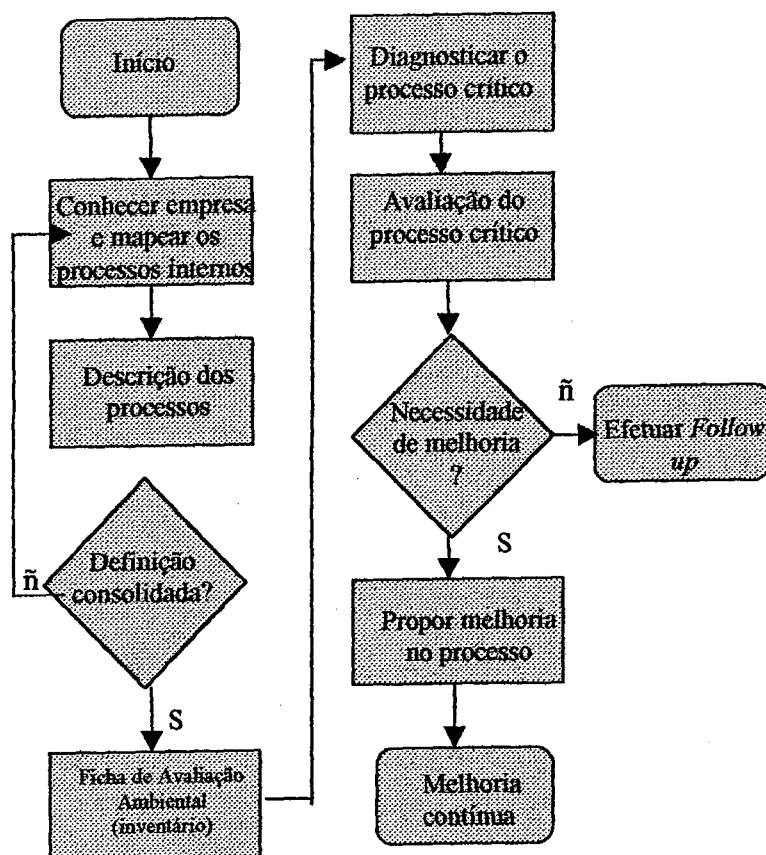 Início
Conhecer empresa
e mapear os
processos internos
Descrição dos
processos
Definição
consolidada?
ñ
S
Ficha de Avaliação
Ambiental
(inventário)
Diagnosticar o
processo crítico
Avaliação do
processo crítico
Necessidade
de melhoria
?
ñ
Efetuar Follow
up
S
Propor melhoria
no processo
Melhoria
contínua